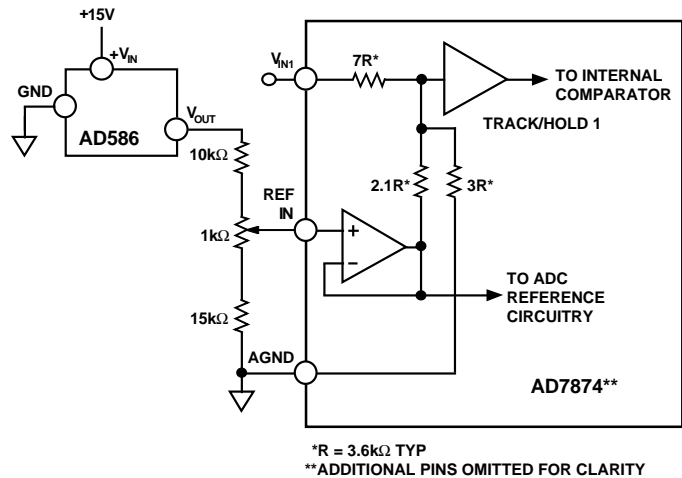 +15V
+VIN
GND
VOUT
AD586
10kΩ
1kΩ
15kΩ
REF
IN
AGND
VIN1
7R*
TO INTERNAL
COMPARATOR
TRACK/HOLD 1
2.1R*
3R*
+
–
TO ADC
REFERENCE
CIRCUITRY
AD7874**
*R = 3.6kΩ TYP
**ADDITIONAL PINS OMITTED FOR CLARITY